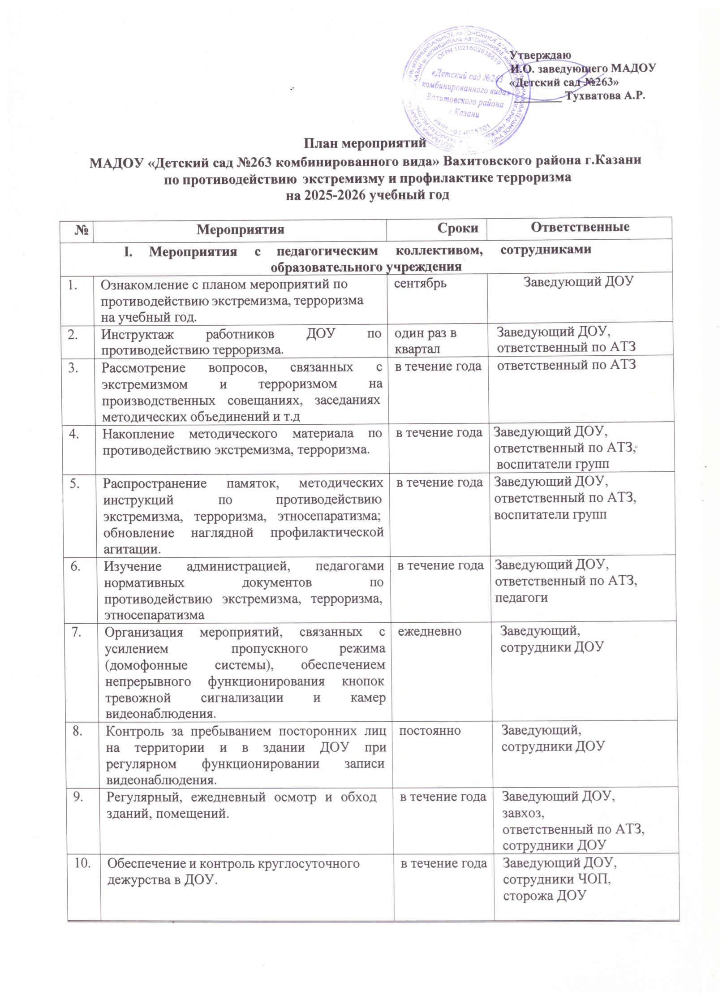 Утверждаю
И.О. заведующего МАДОУ
«Детский сад №263»
________ Тухватова А.Р.
ОГРН 1021602838619
«Детский сад №263
комбинированного вида»
Вахитовского района
г Казани
План мероприятий
МАДОУ «Детский сад №263 комбинированного вида» Вахитовского района г.Казани
по противодействию экстремизму и профилактике терроризма
на 2025-2026 учебный год
№ Мероприятия Сроки Ответственные
I. Мероприятия с педагогическим коллективом, сотрудниками
образовательного учреждения
1. Ознакомление с планом мероприятий по сентябрь Заведующий ДОУ
противодействию экстремизма, терроризма
на учебный год.
2. Инструктаж работников ДОУ по один раз в Заведующий ДОУ,
противодействию терроризма. квартал ответственный по АТЗ
3. Рассмотрение вопросов, связанных с в течение года ответственный по АТЗ
экстремизмом и терроризмом на
производственных совещаниях, заседаниях
методических объединений и т.д
4. Накопление методического материала по в течение года Заведующий ДОУ,
противодействию экстремизма, терроризма. ответственный по АТЗ,
воспитатели групп
5. Распространение памяток, методических в течение года Заведующий ДОУ,
инструкций по противодействию ответственный по АТЗ,
экстремизма, терроризма, этносепаратизма; воспитатели групп
обновление наглядной профилактической
агитации.
6. Изучение администрацией, педагогами в течение года Заведующий ДОУ,
нормативных документов по ответственный по АТЗ,
противодействию экстремизма, терроризма, педагоги
этносепаратизма
7. Организация мероприятий, связанных с ежедневно Заведующий,
усилением пропускного режима сотрудники ДОУ
(домофонные системы), обеспечением
непрерывного функционирования кнопок
тревожной сигнализации и камер
видеонаблюдения.
8. Контроль за пребыванием посторонних лиц постоянно Заведующий,
на территории и в здании ДОУ при сотрудники ДОУ
регулярном функционировании записи
видеонаблюдения.
9. Регулярный, ежедневный осмотр и обход в течение года Заведующий ДОУ,
зданий, помещений. завхоз,
ответственный по АТЗ,
сотрудники ДОУ
10. Обеспечение и контроль круглосуточного в течение года Заведующий ДОУ,
дежурства в ДОУ. сотрудники ЧОП,
сторожа ДОУ